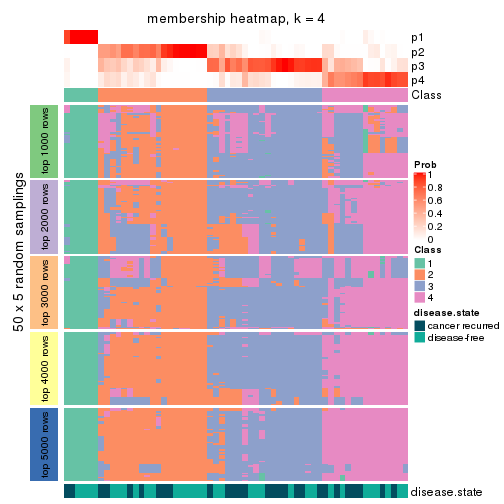 membership heatmap, k = 4
p1
p2
p3
p4
Class
50 x 5 random samplings
top 1000 rows
top 2000 rows
top 3000 rows
top 4000 rows
top 5000 rows
Prob
1
0.8
0.6
0.4
0.2
0
Class
1
2
3
4
disease.state
cancer recurred
disease-free
disease.state